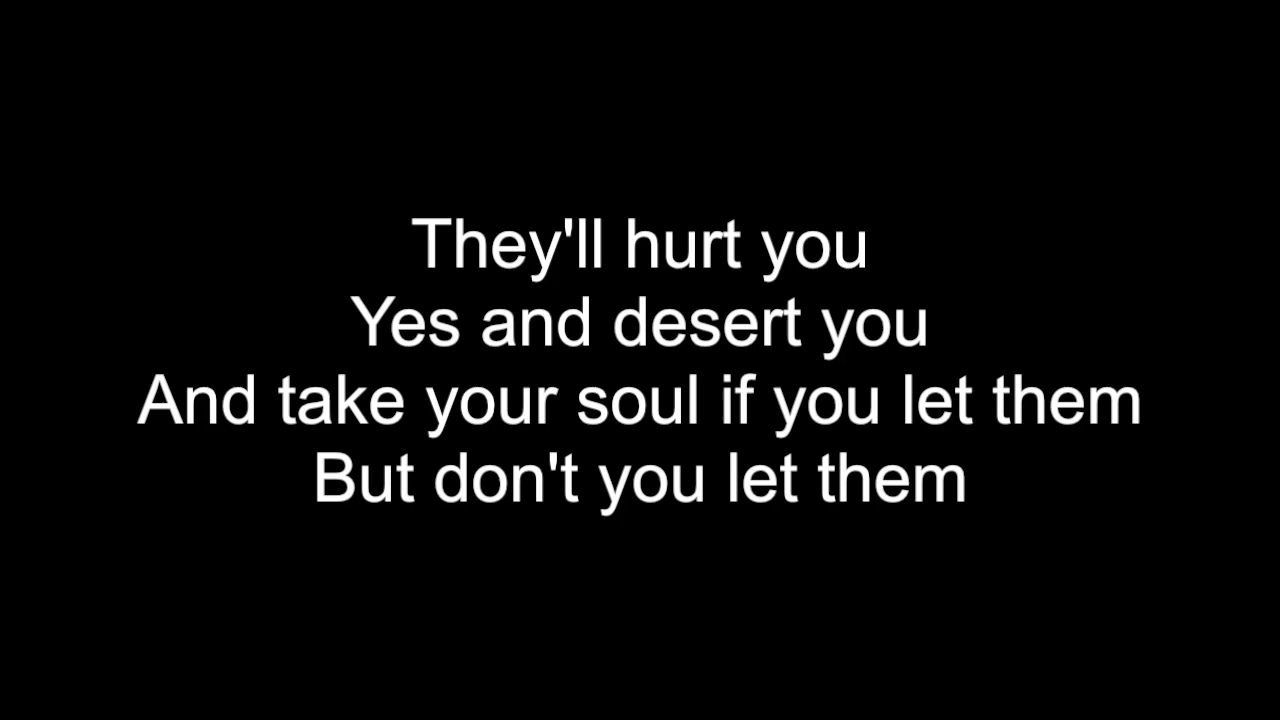 They'll hurt you
Yes and desert you
And take your soul if you let them
But don't you let them